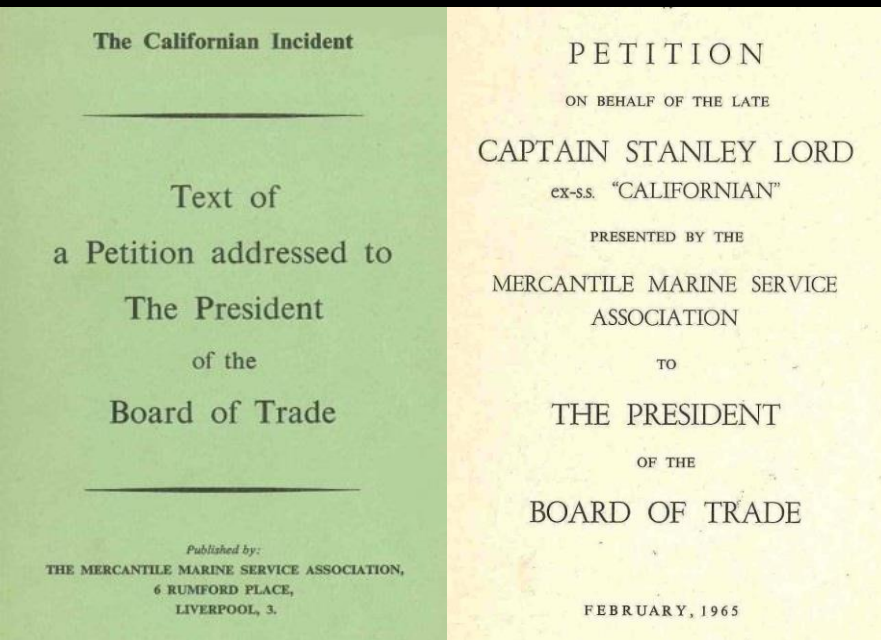 The Californian Incident
Text of
a Petition addressed to
The President
of the
Board of Trade
Published by:
THE MERCANTILE MARINE SERVICE ASSOCIATION,
6 RUMFORD PLACE,
LIVERPOOL, 3.
PETITION
ON BEHALF OF THE LATE
CAPTAIN STANLEY LORD
ex-s.s. "CALIFORNIAN"
PRESENTED BY THE
MERCANTILE MARINE SERVICE
ASSOCIATION
TO
THE PRESIDENT
OF THE
BOARD OF TRADE
FEBRUARY, 1965